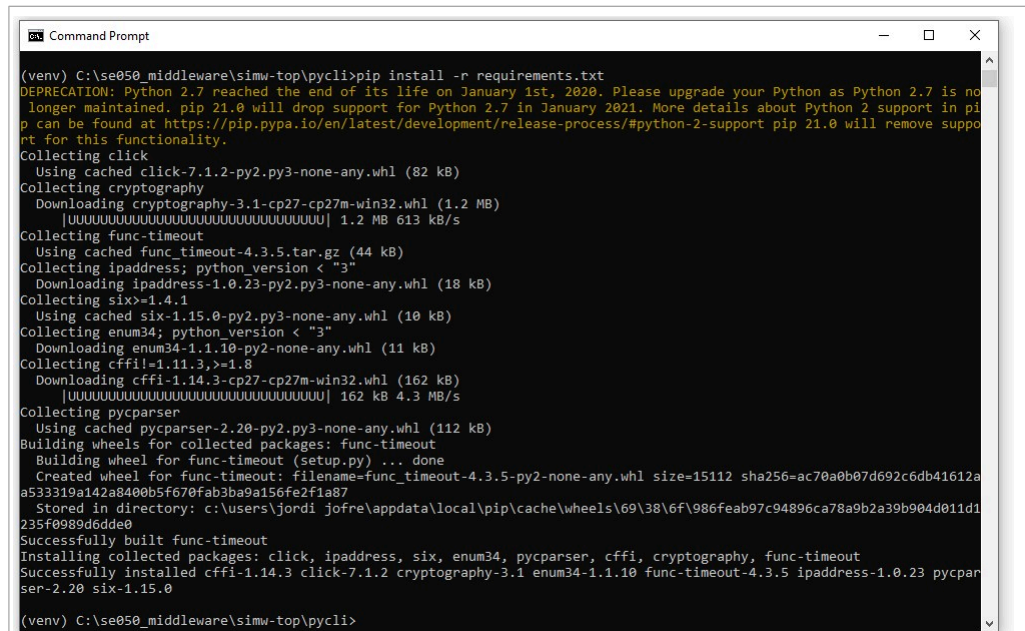 Command Prompt
(venv) C:\se050_middleware\simw-top\pycli>pip install -r requirements.txt
DEPRECATION: Python 2.7 reached the end of its life on January 1st, 2020. Please upgrade your Python as Python 2.7 is no
 longer maintained. pip 21.0 will drop support for Python 2.7 in January 2021. More details about Python 2 support in pi
p can be found at https://pip.pypa.io/en/latest/development/release-process/#python-2-support pip 21.0 will remove suppo
rt for this functionality.
Collecting click
  Using cached click-7.1.2-py2.py3-none-any.whl (82 kB)
Collecting cryptography
  Downloading cryptography-3.1-cp27-cp27m-win32.whl (1.2 MB)
     |UUUUUUUUUUUUUUUUUUUUUUUUUUUUUUUU| 1.2 MB 613 kB/s
Collecting func-timeout
  Using cached func_timeout-4.3.5.tar.gz (44 kB)
Collecting ipaddress; python_version < "3"
  Downloading ipaddress-1.0.23-py2.py3-none-any.whl (18 kB)
Collecting six>=1.4.1
  Using cached six-1.15.0-py2.py3-none-any.whl (10 kB)
Collecting enum34; python_version < "3"
  Downloading enum34-1.1.10-py2-none-any.whl (11 kB)
Collecting cffi!=1.11.3,>=1.8
  Downloading cffi-1.14.3-cp27-cp27m-win32.whl (162 kB)
     |UUUUUUUUUUUUUUUUUUUUUUUUUUUUUUUU| 162 kB 4.3 MB/s
Collecting pycparser
  Using cached pycparser-2.20-py2.py3-none-any.whl (112 kB)
Building wheels for collected packages: func-timeout
  Building wheel for func-timeout (setup.py) ... done
  Created wheel for func-timeout: filename=func_timeout-4.3.5-py2-none-any.whl size=15112 sha256=ac70a0b07d692c6db41612a
a533319a142a8400b5f670fab3ba9a156fe2f1a87
  Stored in directory: c:\users\jordi jofre\appdata\local\pip\cache\wheels\69\38\6f\986feab97c94896ca78a9b2a39b904d011d1
235f0989d6dde0
Successfully built func-timeout
Installing collected packages: click, ipaddress, six, enum34, pycparser, cffi, cryptography, func-timeout
Successfully installed cffi-1.14.3 click-7.1.2 cryptography-3.1 enum34-1.1.10 func-timeout-4.3.5 ipaddress-1.0.23 pycpar
ser-2.20 six-1.15.0
(venv) C:\se050_middleware\simw-top\pycli>